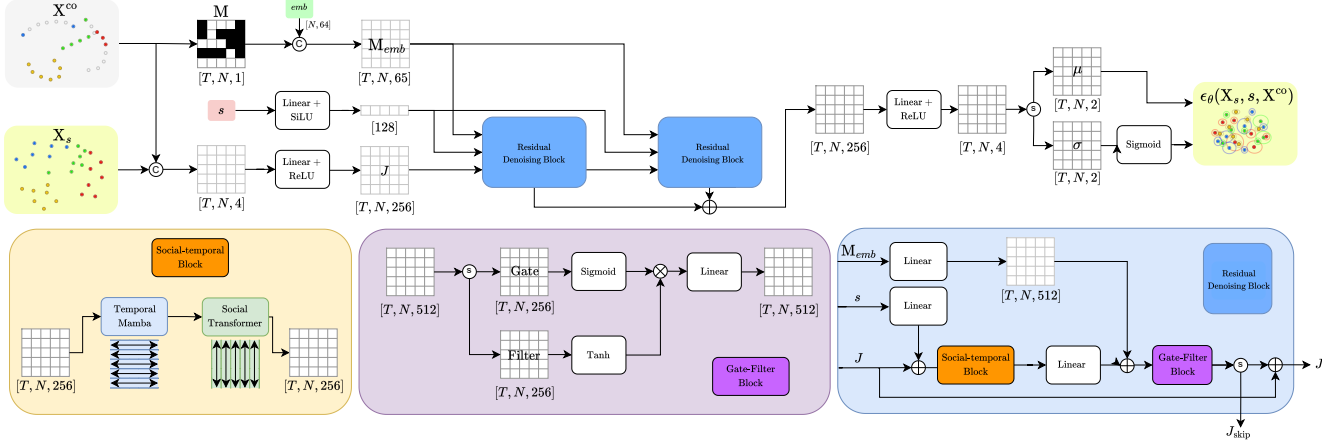 X^co
M
[T, N, 1]
emb
[N, 64]
C
M_emb
[T, N, 65]
s
Linear +
SiLU
[128]
X_s
C
[T, N, 4]
Linear +
ReLU
J
[T, N, 256]
Residual
Denoising Block
Residual
Denoising Block
[T, N, 256]
Linear +
ReLU
[T, N, 4]
S
μ
[T, N, 2]
σ
[T, N, 2]
Sigmoid
ϵ_θ(X_s, s, X^co)
Social-temporal
Block
Temporal
Mamba
Social
Transformer
[T, N, 256]
[T, N, 256]
[T, N, 512]
S
Gate
[T, N, 256]
Sigmoid
Linear
[T, N, 512]
Filter
[T, N, 256]
Tanh
Gate-Filter
Block
M_emb
Linear
[T, N, 512]
Residual
Denoising Block
s
Linear
J
Social-temporal
Block
Linear
Gate-Filter
Block
S
J
J_skip